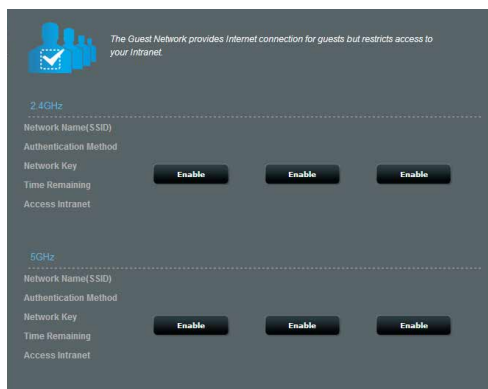 The Guest Network provides Internet connection for guests but restricts access to
your Intranet.
2.4GHz
Network Name(SSID)
Authentication Method
Network Key
Enable Enable Enable
Time Remaining
Access Intranet
5GHz
Network Name(SSID)
Authentication Method
Network Key
Enable Enable Enable
Time Remaining
Access Intranet